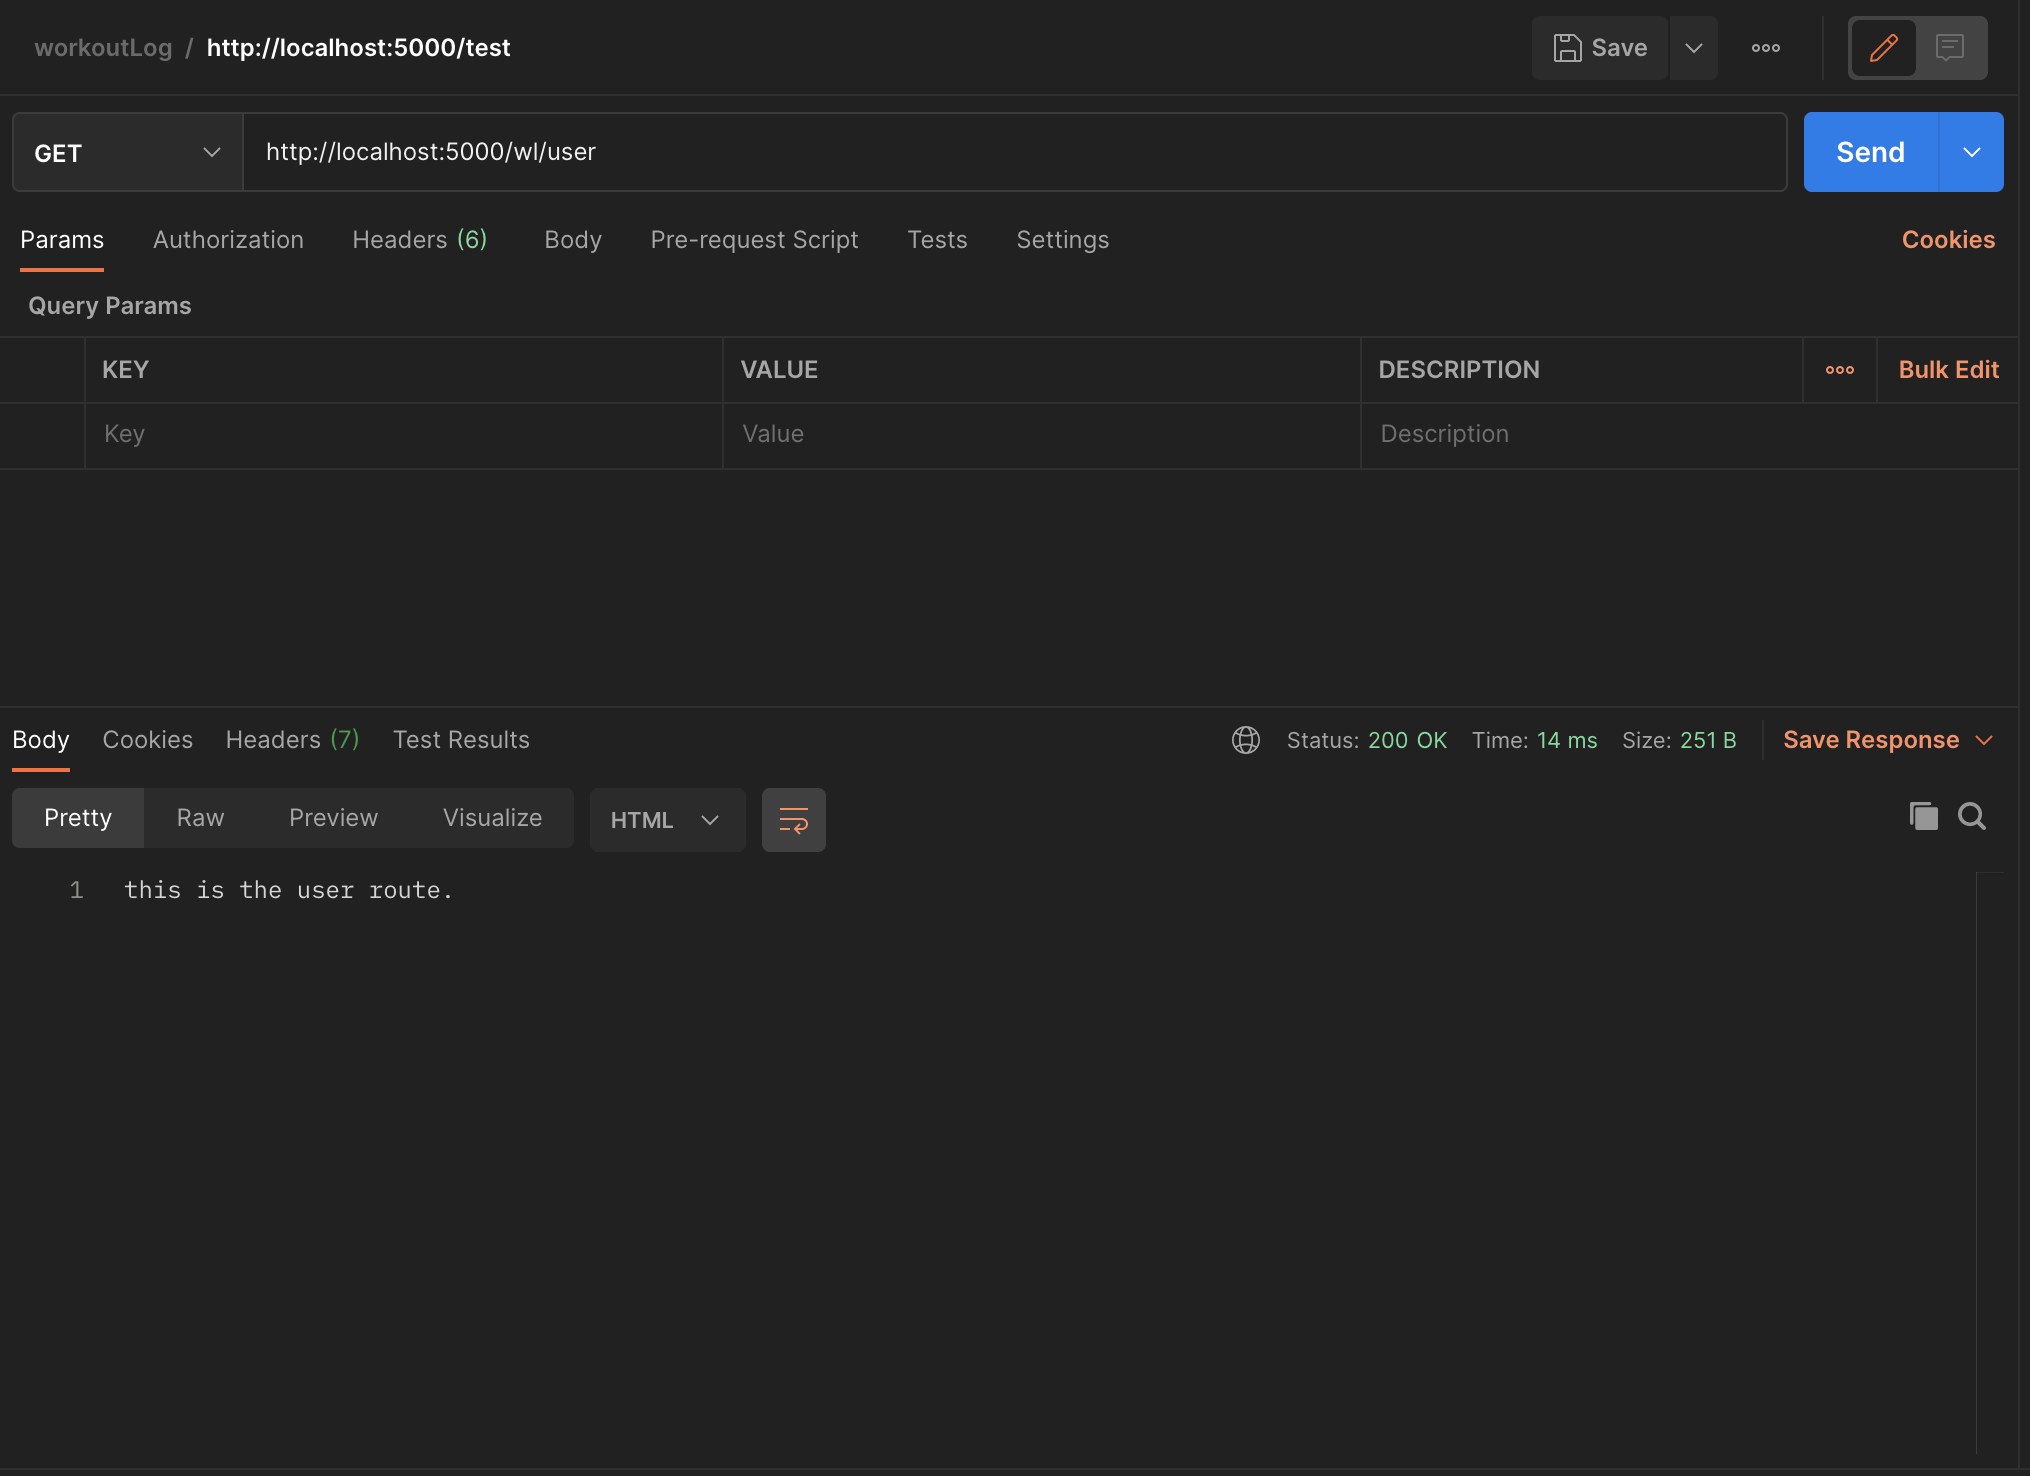 workoutLog / http://localhost:5000/test
Save
GET
http://localhost:5000/wl/user
Send
Params Authorization Headers (6) Body Pre-request Script Tests Settings Cookies
Query Params
KEY VALUE DESCRIPTION Bulk Edit
Key Value Description
Body Cookies Headers (7) Test Results Status: 200 OK Time: 14 ms Size: 251 B Save Response
Pretty Raw Preview Visualize HTML
1 this is the user route.